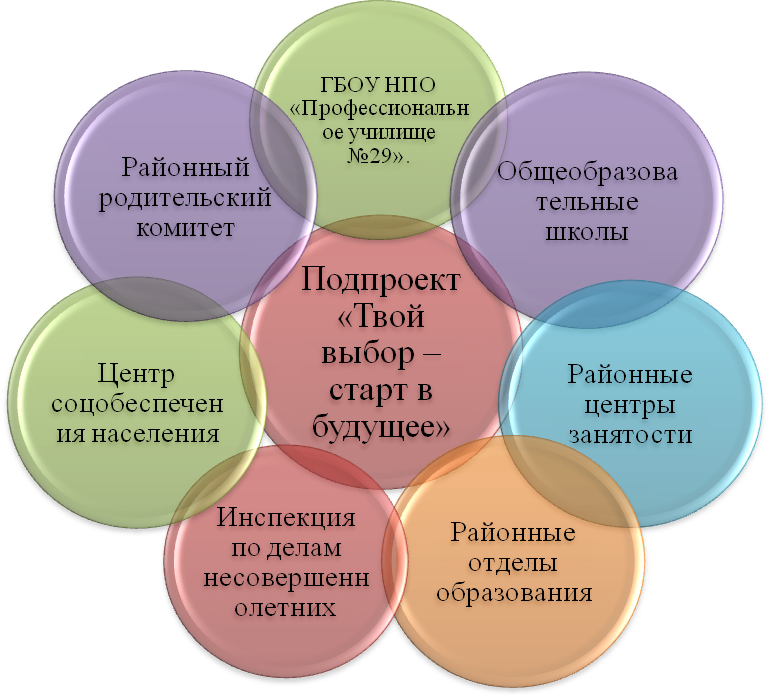 ГБОУ НПО
«Профессиональн
ое училище
№29».
Общеобразова
тельные
школы
Районные
центры
занятости
Районные
отделы
образования
Инспекция
по делам
несовершенн
олетних
Центр
соцобеспечен
ия населения
Районный
родительский
комитет
Подпроект
«Твой
выбор –
старт в
будущее»